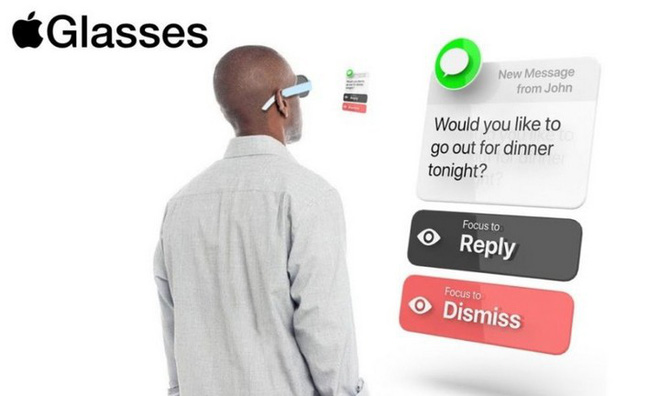 Glasses
New Message
from John
Would you like to
go out for dinner
tonight?
Focus to
Reply
Focus to
Dismiss